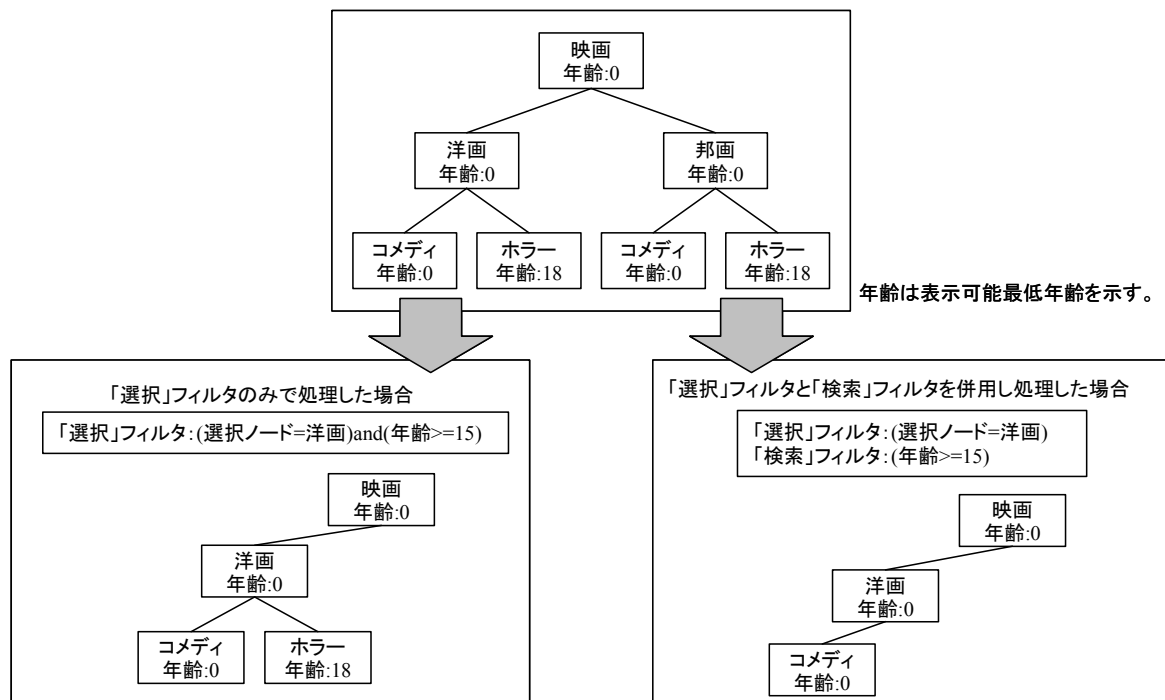 映画
年齢:0
洋画
年齢:0
邦画
年齢:0
コメディ
年齢:0
ホラー
年齢:18
コメディ
年齢:0
ホラー
年齢:18
年齢は表示可能最低年齢を示す。
「選択」フィルタのみで処理した場合
「選択」フィルタ:(選択ノード=洋画)and(年齢>=15)
映画
年齢:0
洋画
年齢:0
コメディ
年齢:0
ホラー
年齢:18
「選択」フィルタと「検索」フィルタを併用し処理した場合
「選択」フィルタ:(選択ノード=洋画)
「検索」フィルタ:(年齢>=15)
映画
年齢:0
洋画
年齢:0
コメディ
年齢:0